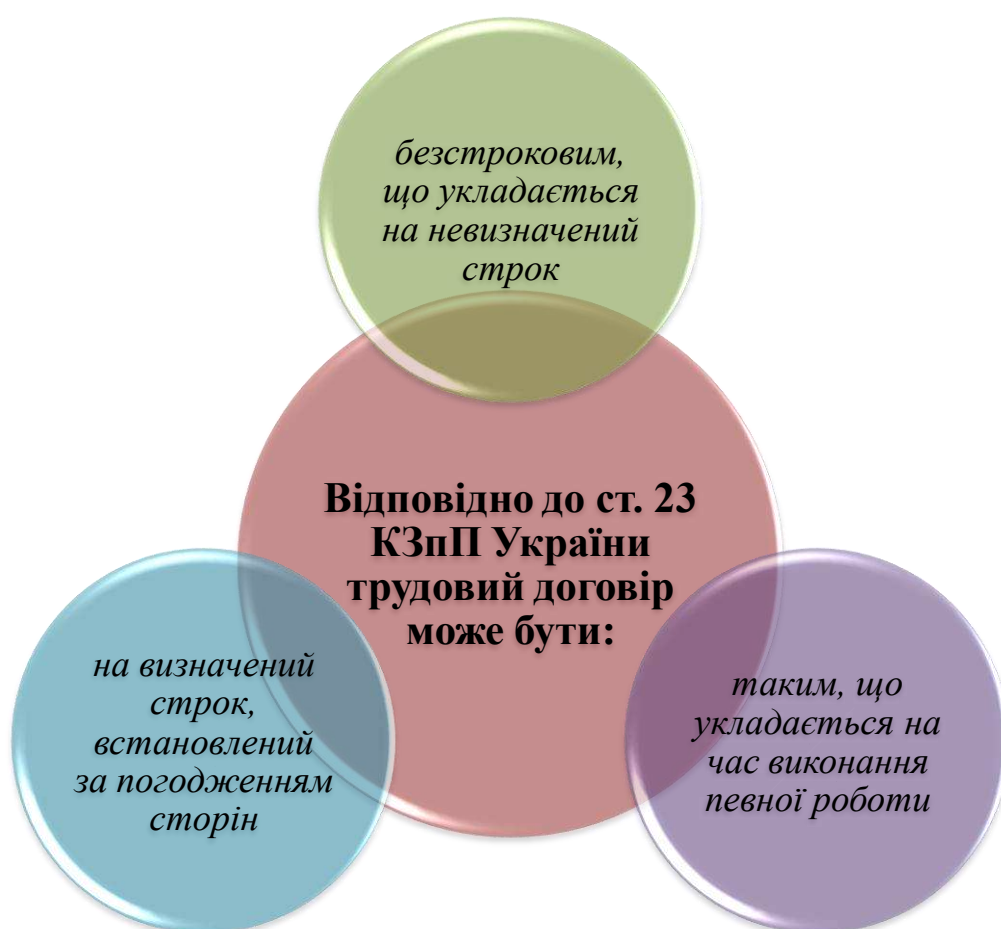 безстроковим,
що укладається
на невизначений
строк
Відповідно до ст. 23
КЗпП України
трудовий договір
може бути:
на визначений
строк,
встановлений
за погодженням
сторін
таким, що
укладається на
час виконання
певної роботи